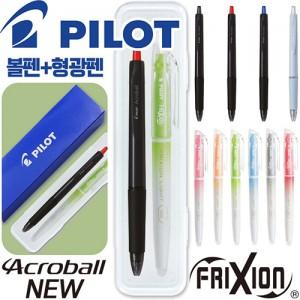 PILOT
볼펜+형광펜
PILOT
Acroball
NEW
FRIXION